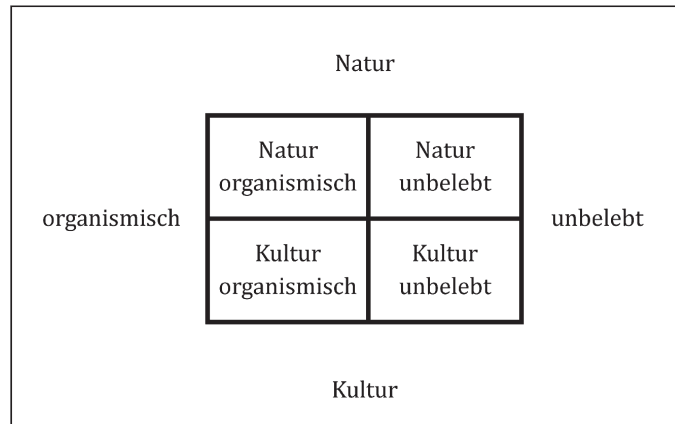 Natur
Natur
organismisch
Natur
unbelebt
organismisch
unbelebt
Kultur
organismisch
Kultur
unbelebt
Kultur